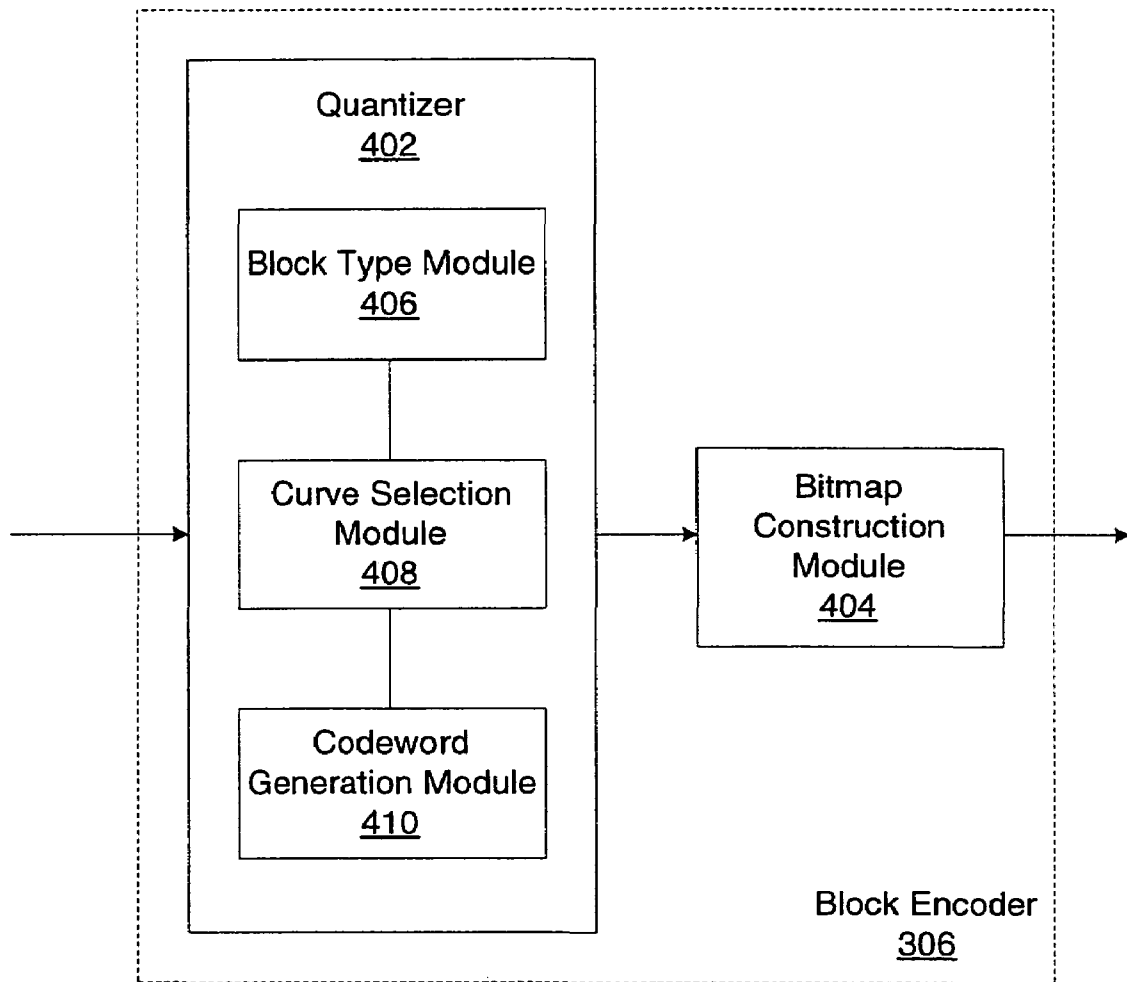 Quantizer
402
Block Type Module
406
Curve Selection
Module
408
Codeword
Generation Module
410
Bitmap
Construction
Module
404
Block Encoder
306